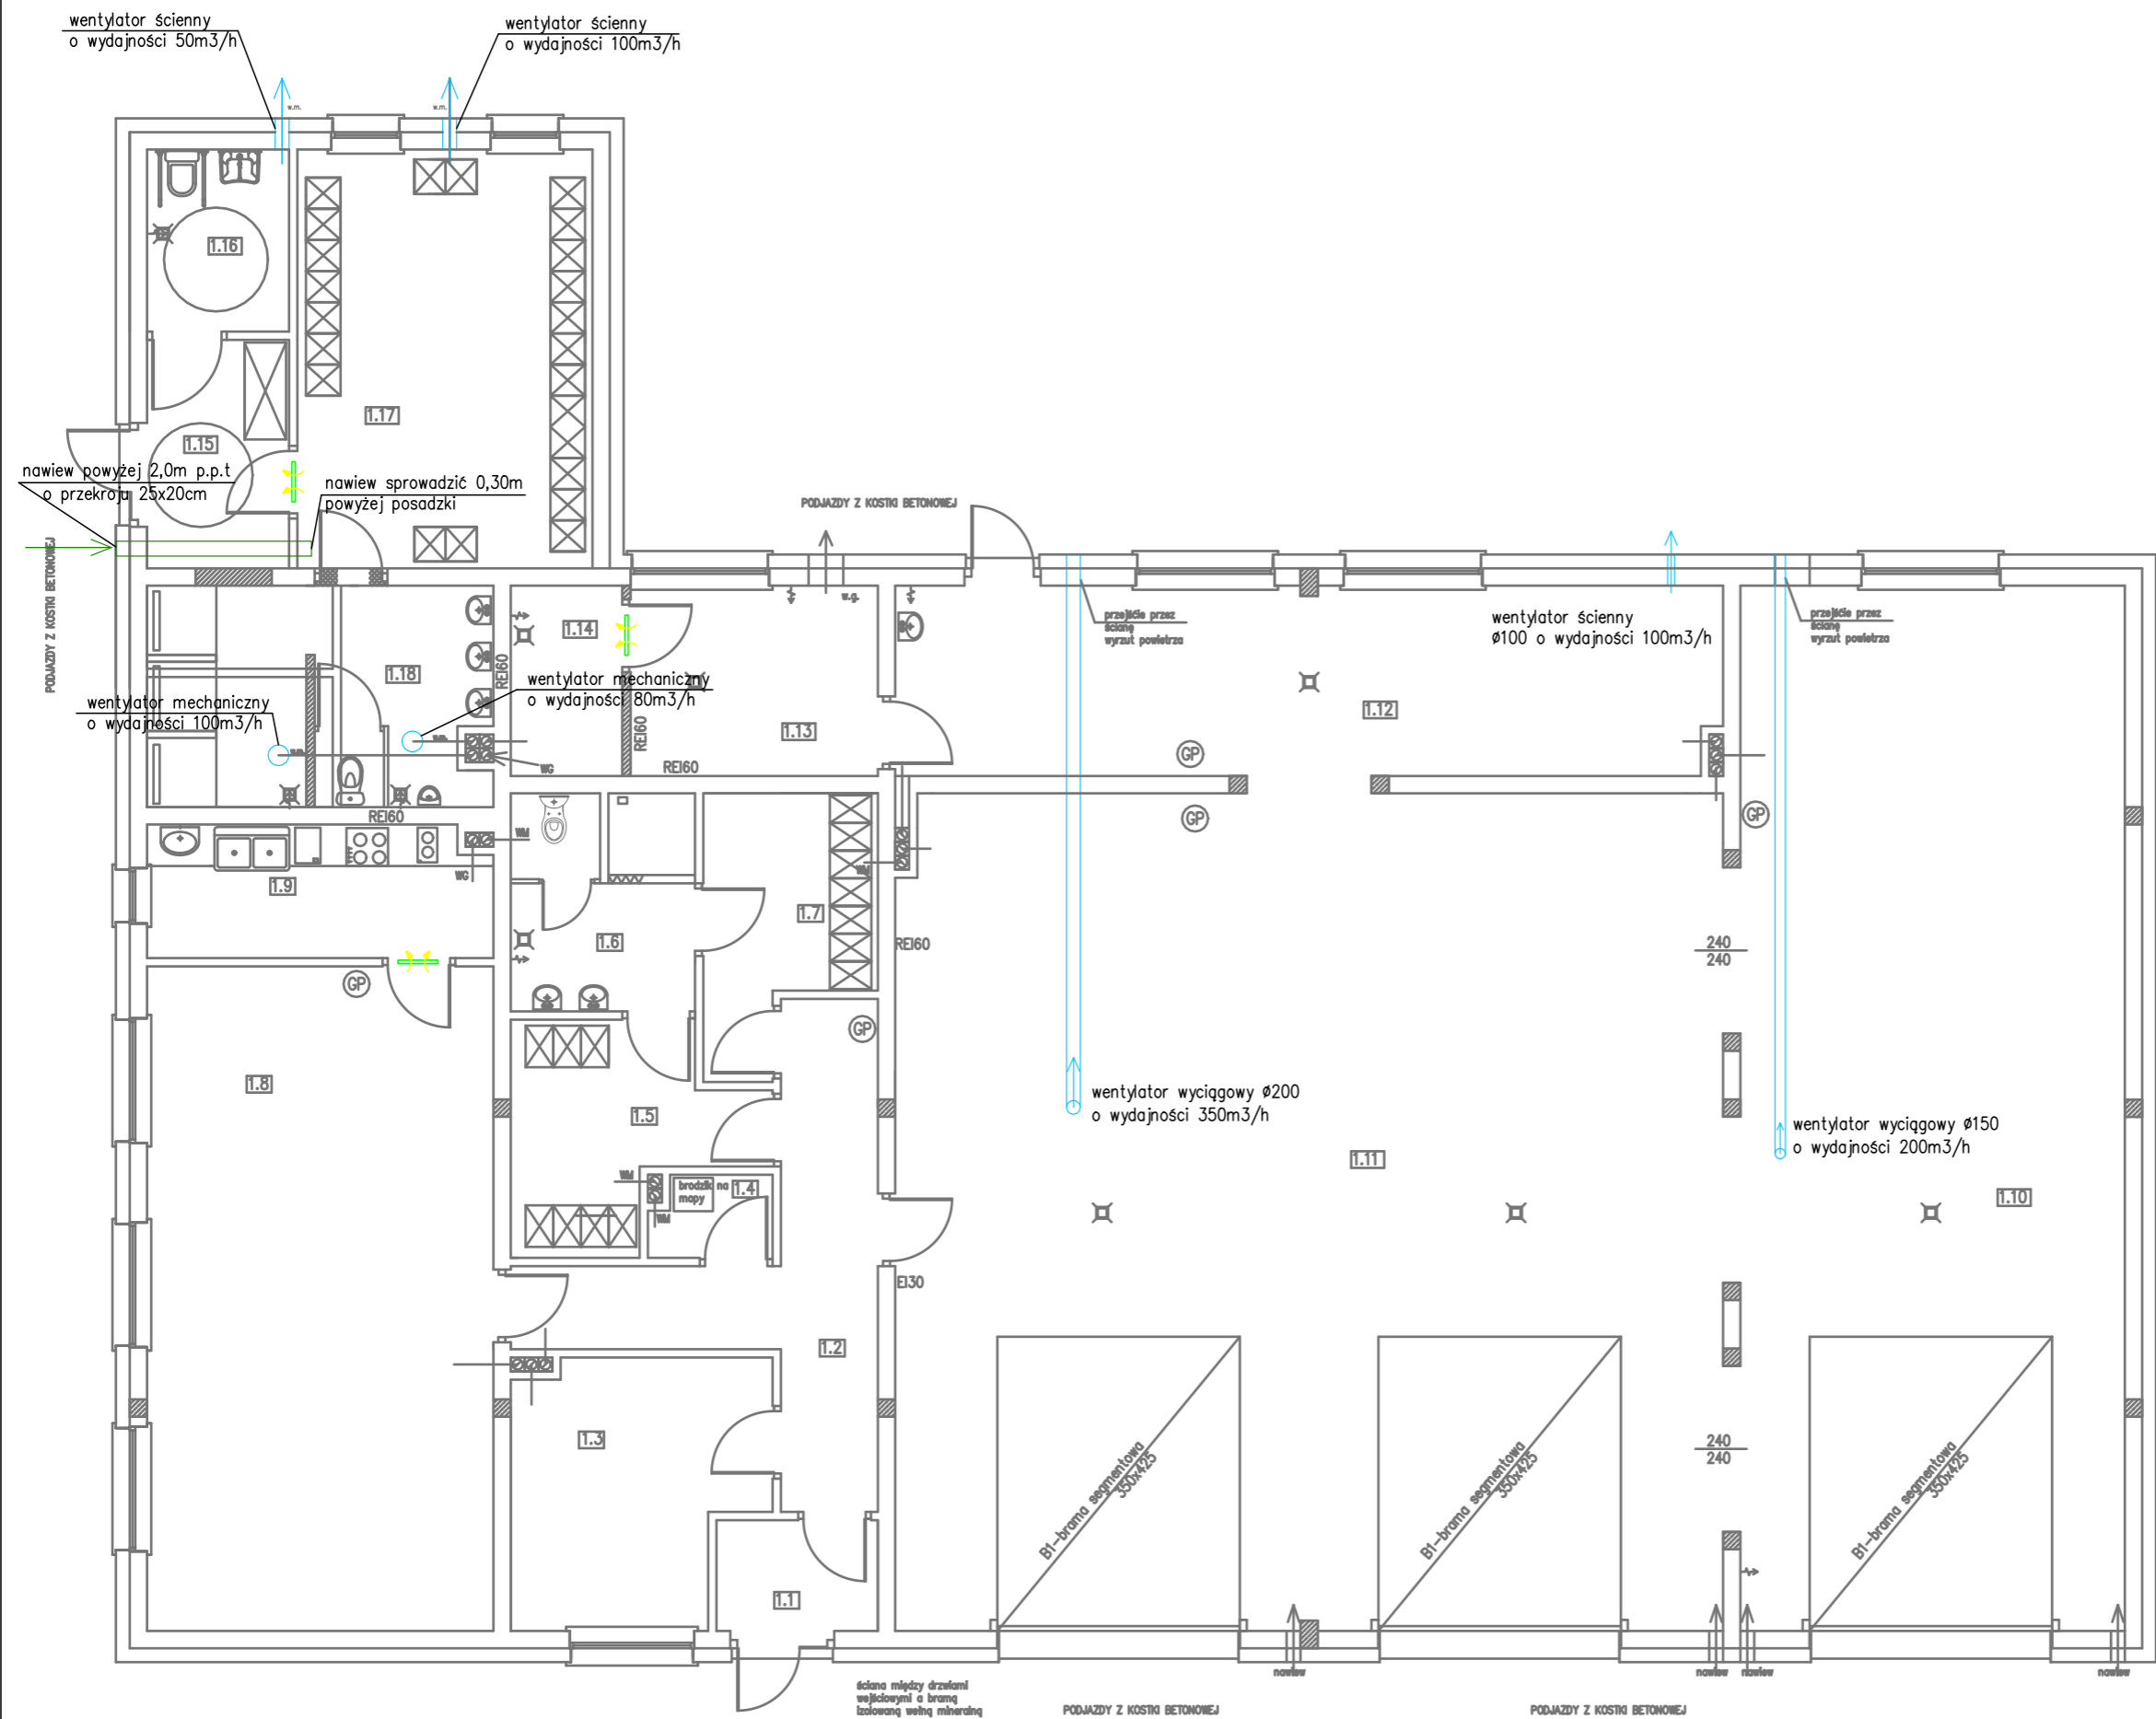 wentylator ścienny
o wydajności 50m3/h
wentylator ścienny
o wydajności 100m3/h
w.m.
w.m.
1.16
1.17
1.15
nawiew powyżej 2,0m p.p.t
o przekroju 25x20cm
nawiew sprowadzić 0,30m
powyżej posadzki
PODJAZDY Z KOSTKI BETONOWEJ
PODJAZDY Z KOSTKI BETONOWEJ
w.g.
1.14
1.18
REI60
REI60
REI60
wentylator mechaniczny
o wydajności 80m3/h
wentylator mechaniczny
o wydajności 100m3/h
w.m.
w.m.
WG
1.13
przejście przez
ścianę
wyrzut powietrza
wentylator ścienny
ø100 o wydajności 100m3/h
przejście przez
ścianę
wyrzut powietrza
1.12
GP
GP
GP
REI60
WM
WG
WM
1.9
1.7
1.6
REI60
GP
GP
240
240
1.8
1.5
wentylator wyciągowy ø200
o wydajności 350m3/h
wentylator wyciągowy ø150
o wydajności 200m3/h
1.11
1.10
WM
brodzik na
mopy
1.4
WM
EI30
1.2
1.3
240
240
B1-brama segmentowa
350x425
B1-brama segmentowa
350x425
B1-brama segmentowa
350x425
1.1
nawiew
nawiew
nawiew
nawiew
ściana między drzwiami
wejściowymi a bramą
izolowaną wełną mineralną
PODJAZDY Z KOSTKI BETONOWEJ
PODJAZDY Z KOSTKI BETONOWEJ